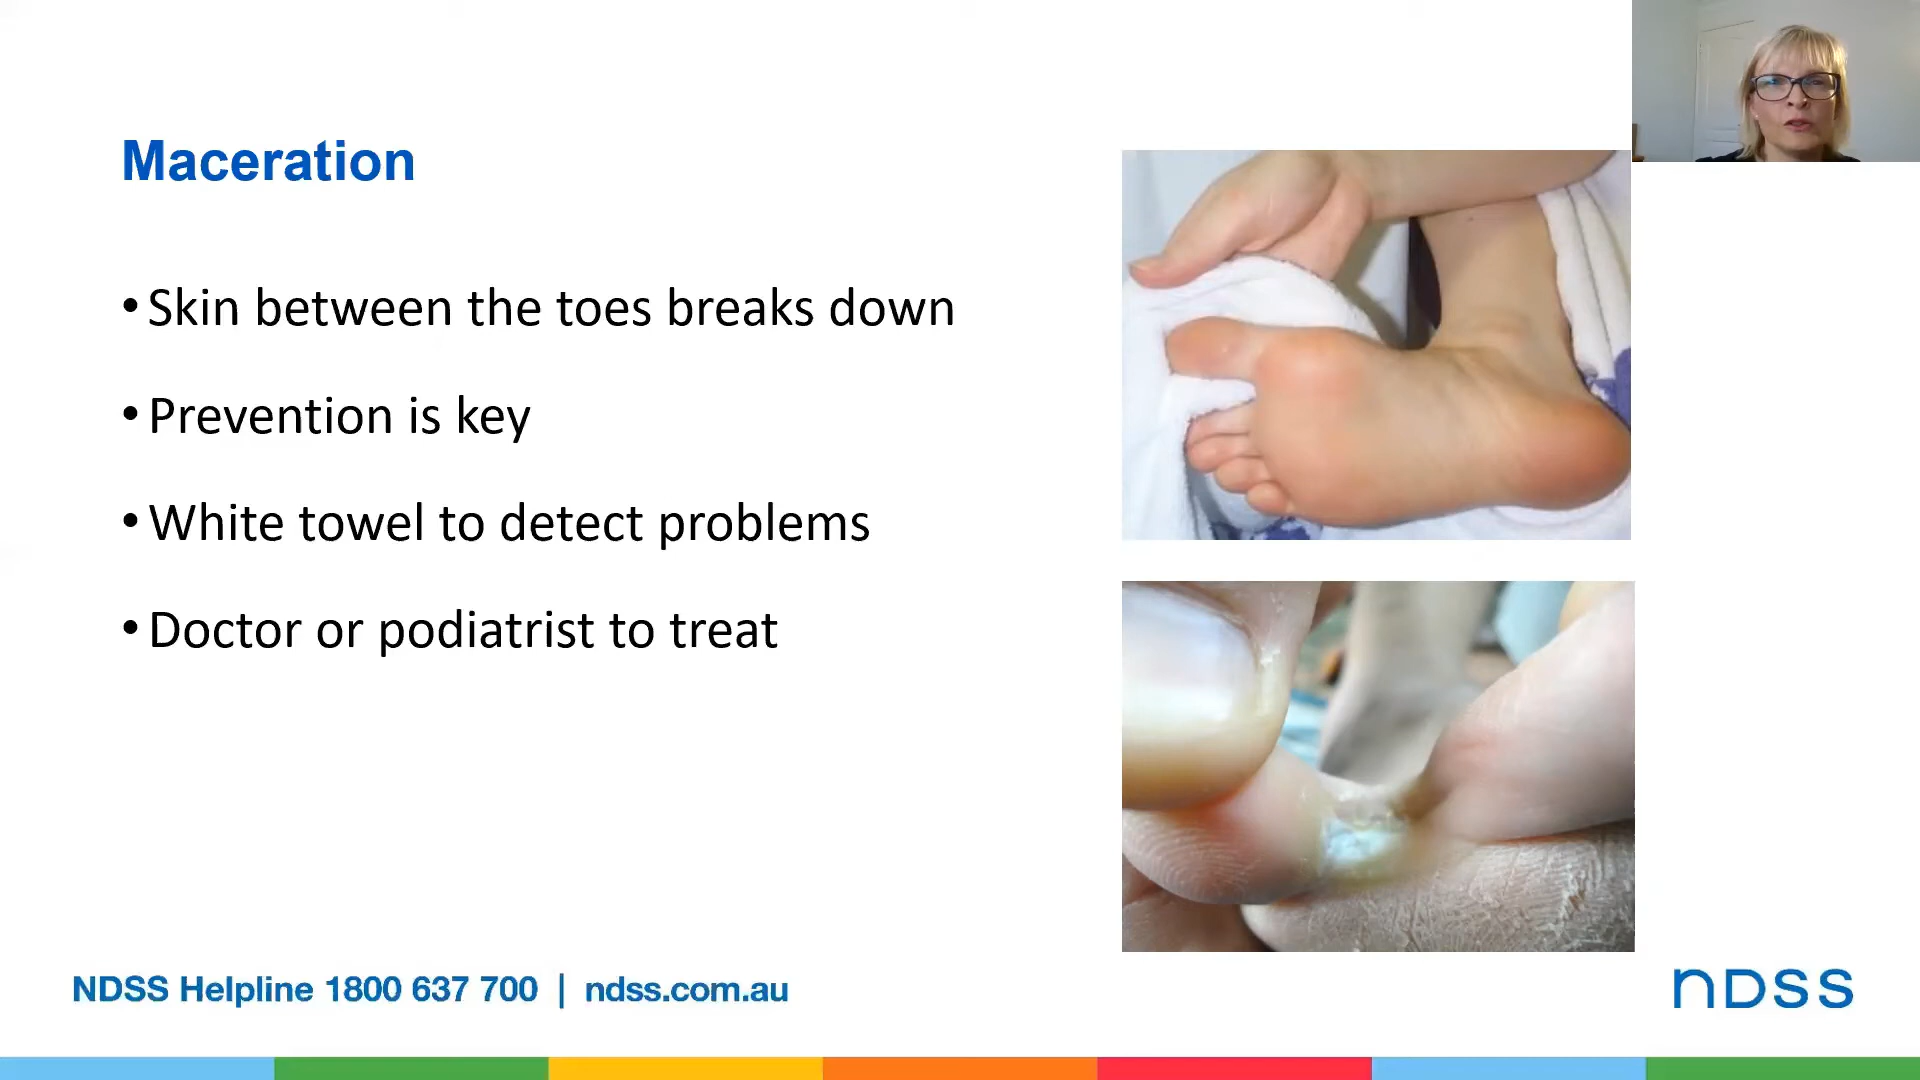 Maceration
•Skin between the toes breaks down
•Prevention is key
•White towel to detect problems
•Doctor or podiatrist to treat
NDSS Helpline 1800 637 700 | ndss.com.au
NDSS